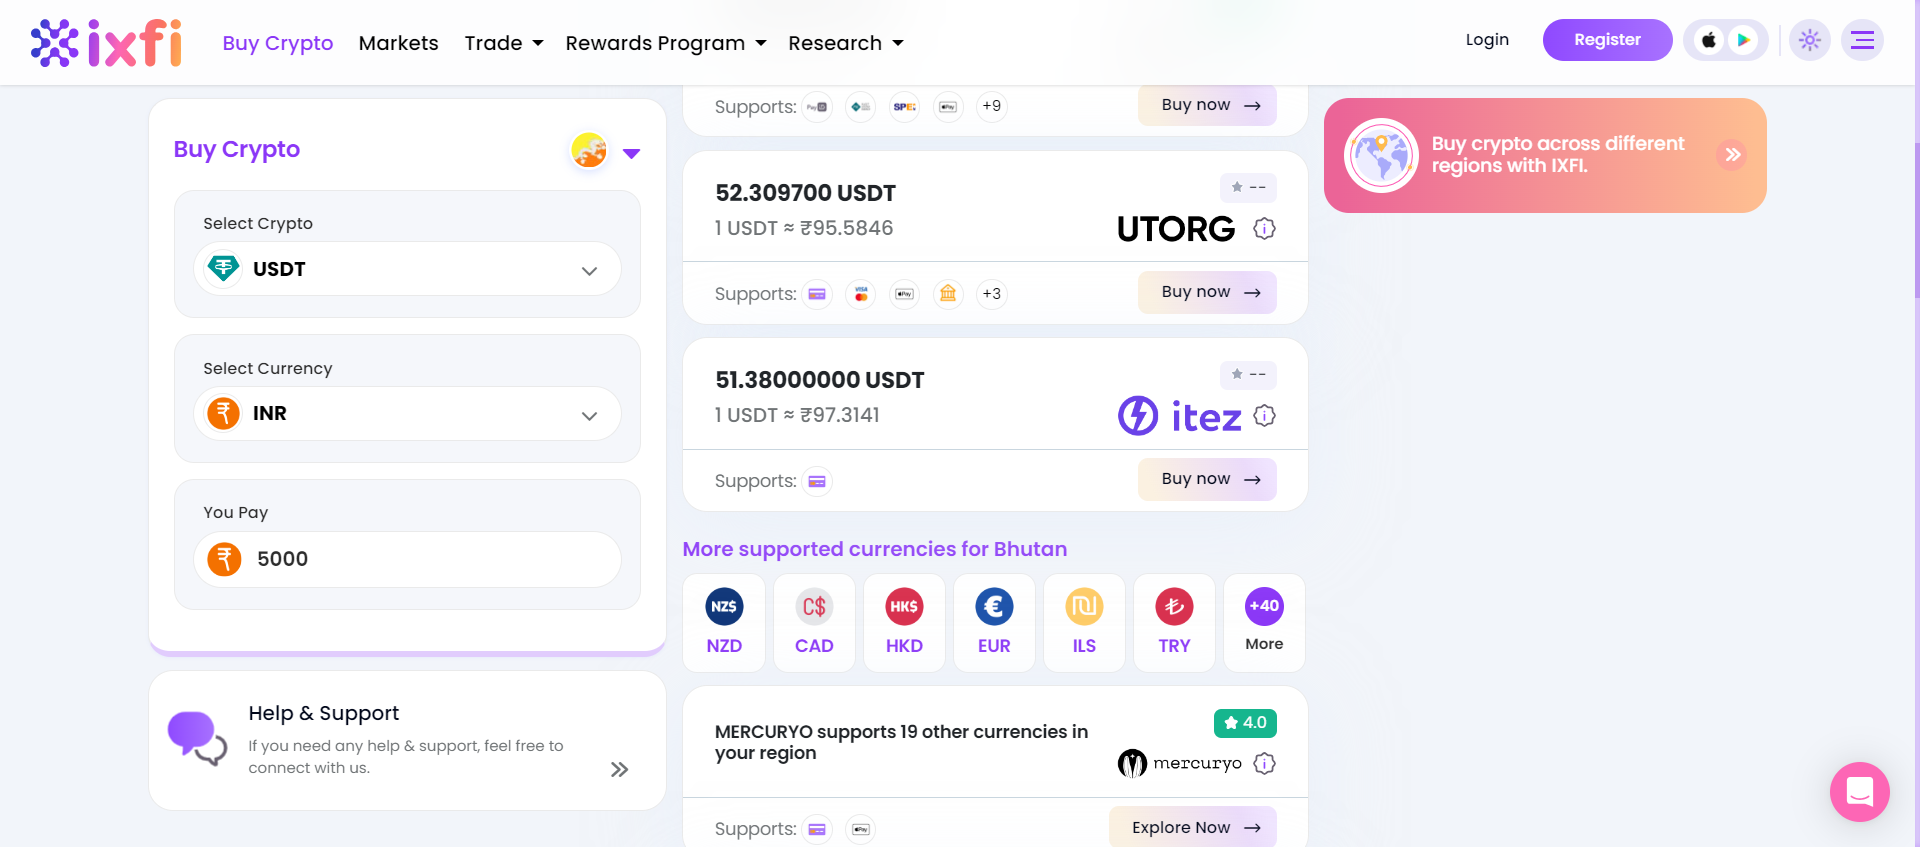 ixfi
Buy Crypto
Markets
Trade
Rewards Program
Research
Login
Register
Buy Crypto
Select Crypto
USDT
Select Currency
INR
You Pay
5000
Help & Support
If you need any help & support, feel free to
connect with us.
Supports:
+9
Buy now
52.309700 USDT
--
1 USDT ≈ ₹95.5846
UTORG
Supports:
VISA
Pay
+3
Buy now
51.38000000 USDT
--
1 USDT ≈ ₹97.3141
itez
Supports:
Buy now
More supported currencies for Bhutan
NZ$
NZD
C$
CAD
HK$
HKD
€
EUR
₪
ILS
₺
TRY
+40
More
MERCURYO supports 19 other currencies in
your region
4.0
mercuryo
Supports:
Pay
Explore Now
Buy crypto across different
regions with IXFI.